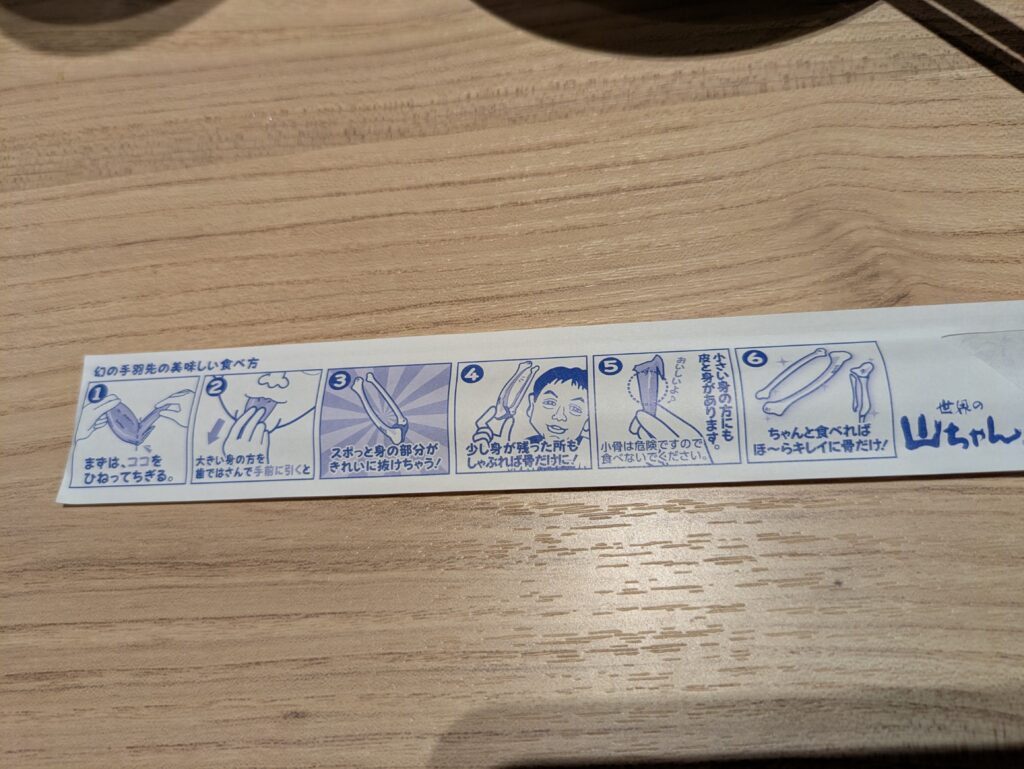 幻の手羽先の美味しい食べ方
1
まずは、ココを
ひねってちぎる。
2
大きい身の方を
歯ではさんで手前に引くと
3
スポっと身の部分が
きれいに抜けちゃう!
4
少し身が残った所も
しゃぶれば骨だけに!
5
おいしいよ♪
小さい身の方にも
皮と身があります。
小骨は危険ですので
食べないでください。
6
ちゃんと食べれば
ほ〜らキレイに骨だけ!
世界の
山ちゃん